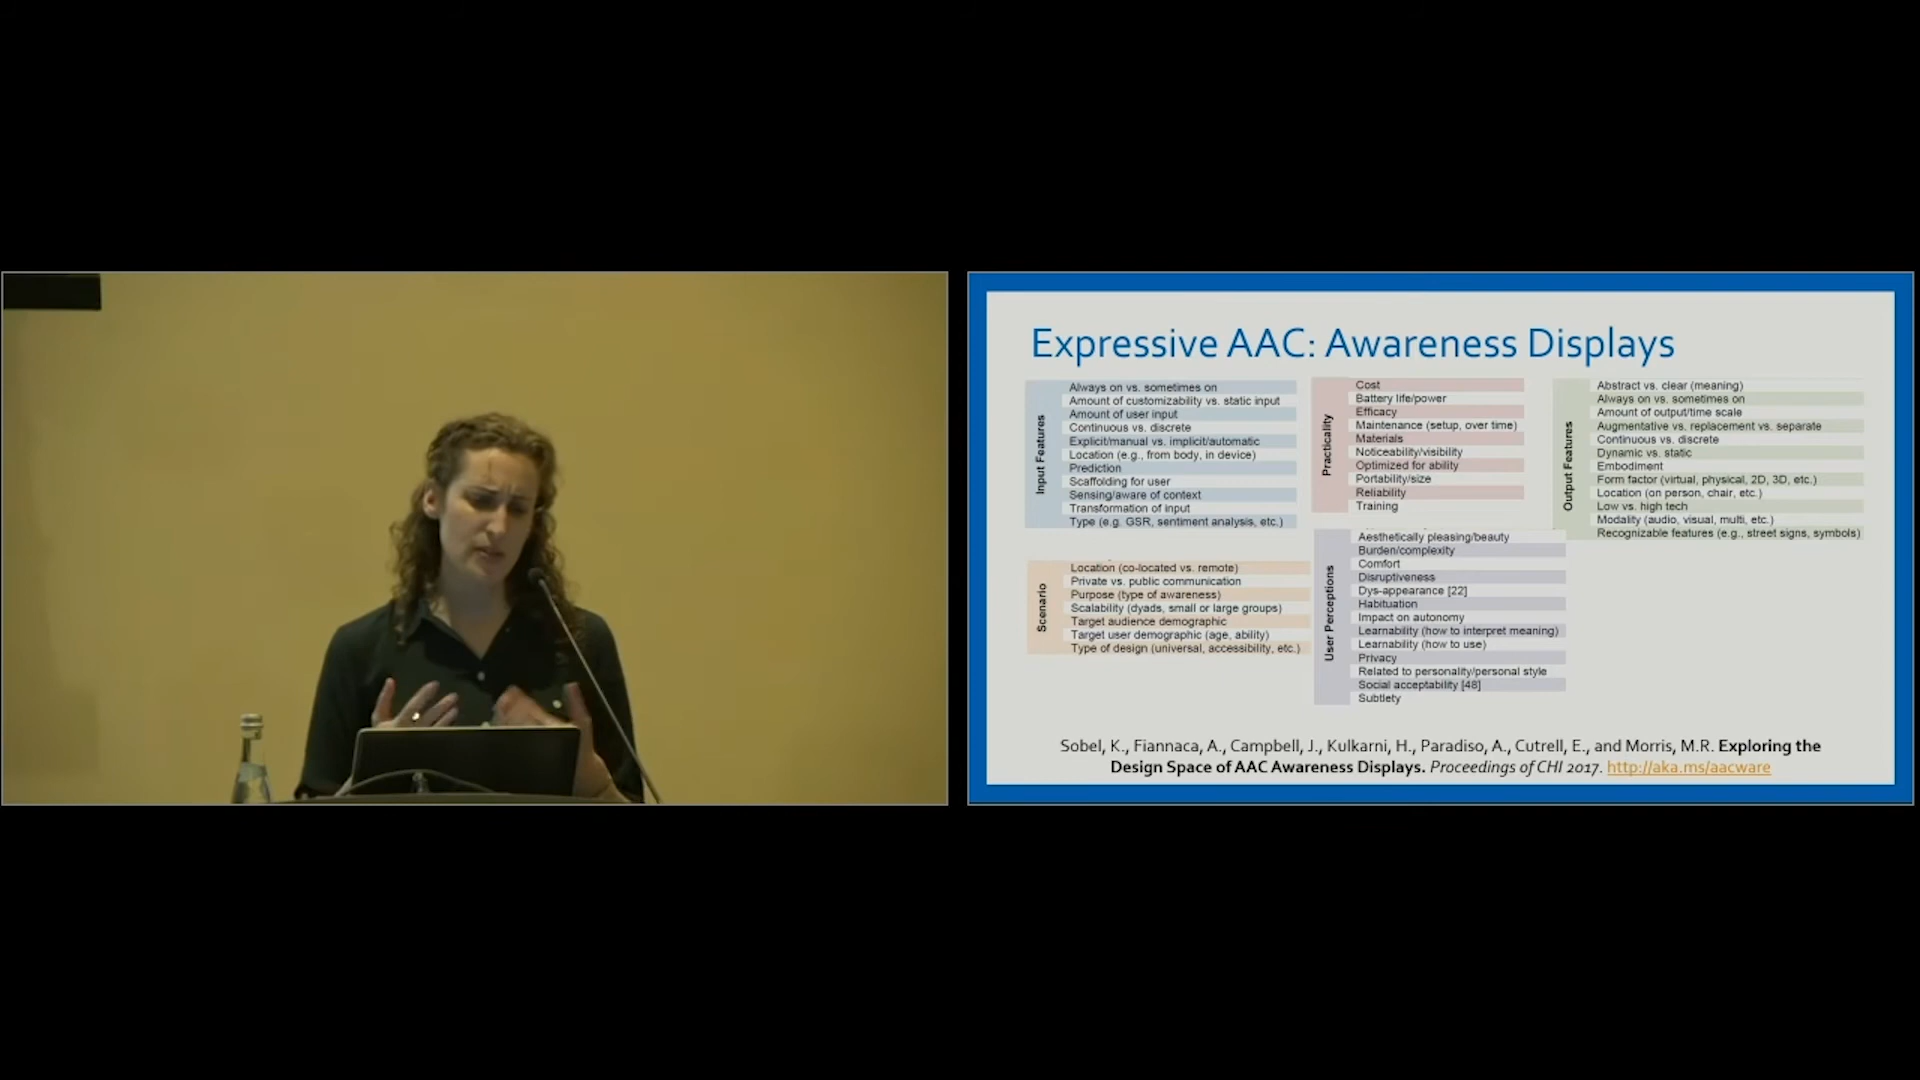 Expressive AAC: Awareness Displays
Input Features
Always on vs. sometimes on
Amount of customizability vs. static input
Amount of user input
Continuous vs. discrete
Explicit/manual vs. implicit/automatic
Location (e.g., from body, in device)
Prediction
Scaffolding for user
Sensing/aware of context
Transformation of input
Type (e.g. GSR, sentiment analysis, etc.)
Scenario
Location (co-located vs. remote)
Private vs. public communication
Purpose (type of awareness)
Scalability (dyads, small or large groups)
Target audience demographic
Target user demographic (age, ability)
Type of design (universal, accessibility, etc.)
Practicality
Cost
Battery life/power
Efficacy
Maintenance (setup, over time)
Materials
Noticeability/visibility
Optimized for ability
Portability/size
Reliability
Training
User Perceptions
Aesthetically pleasing/beauty
Burden/complexity
Comfort
Disruptiveness
Dys-appearance [22]
Habituation
Impact on autonomy
Learnability (how to interpret meaning)
Learnability (how to use)
Privacy
Related to personality/personal style
Social acceptability [48]
Subtlety
Output Features
Abstract vs. clear (meaning)
Always on vs. sometimes on
Amount of output/time scale
Augmentative vs. replacement vs. separate
Continuous vs. discrete
Dynamic vs. static
Embodiment
Form factor (virtual, physical, 2D, 3D, etc.)
Location (on person, chair, etc.)
Low vs. high tech
Modality (audio, visual, multi, etc.)
Recognizable features (e.g., street signs, symbols)
Sobel, K., Fiannaca, A., Campbell, J., Kulkarni, H., Paradiso, A., Cutrell, E., and Morris, M.R. Exploring the
Design Space of AAC Awareness Displays. Proceedings of CHI 2017. http://aka.ms/aacware